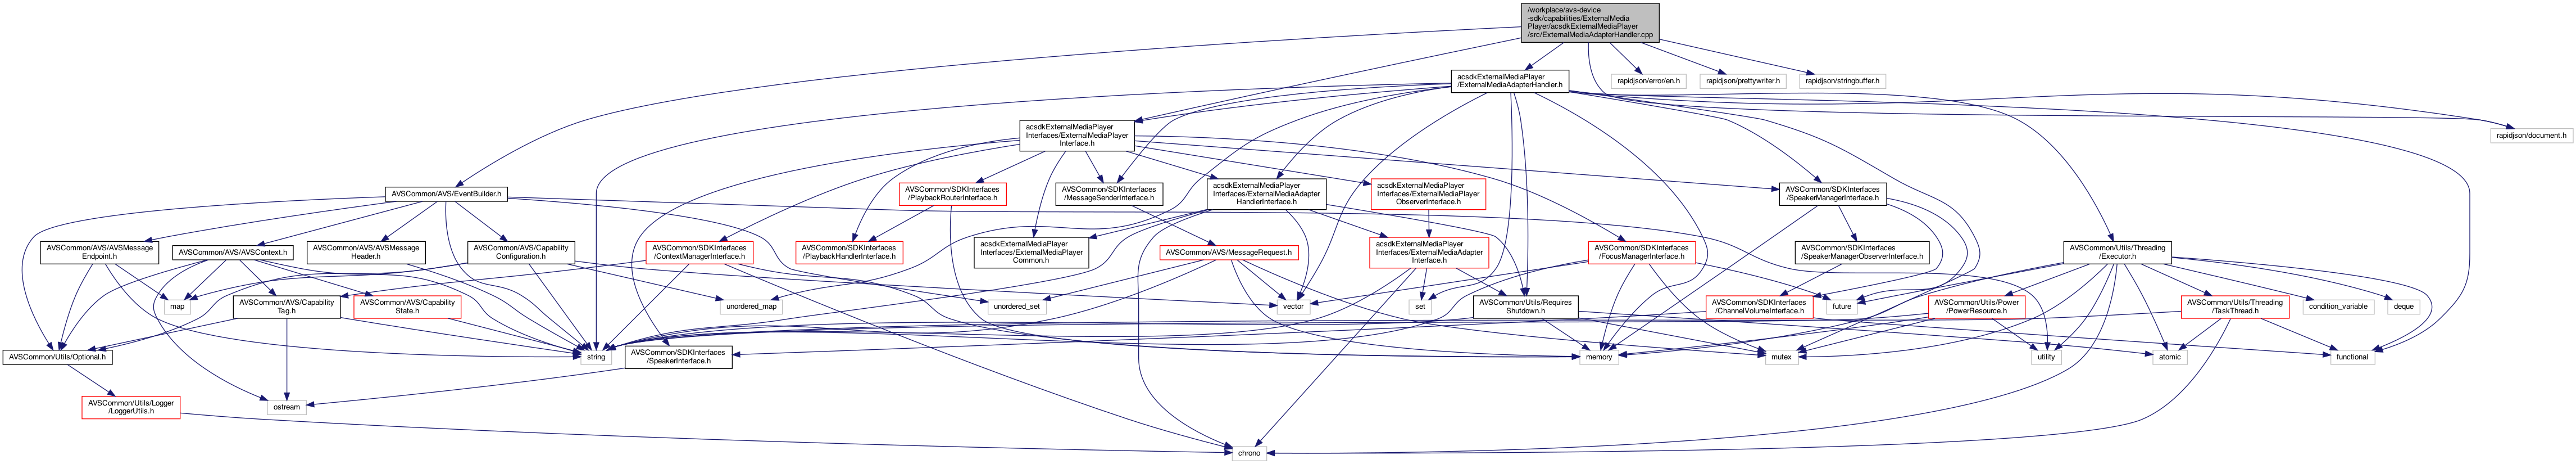 /workplace/avs-device
-sdk/capabilities/ExternalMedia
Player/acsdkExternalMediaPlayer
/src/ExternalMediaAdapterHandler.cpp
acsdkExternalMediaPlayer
/ExternalMediaAdapterHandler.h
rapidjson/error/en.h
rapidjson/prettywriter.h
rapidjson/stringbuffer.h
acsdkExternalMediaPlayer
Interfaces/ExternalMediaPlayer
Interface.h
rapidjson/document.h
AVSCommon/AVS/EventBuilder.h
AVSCommon/SDKInterfaces
/PlaybackRouterInterface.h
AVSCommon/SDKInterfaces
/MessageSenderInterface.h
acsdkExternalMediaPlayer
Interfaces/ExternalMediaAdapter
HandlerInterface.h
acsdkExternalMediaPlayer
Interfaces/ExternalMediaPlayer
ObserverInterface.h
AVSCommon/SDKInterfaces
/SpeakerManagerInterface.h
AVSCommon/AVS/AVSMessage
Endpoint.h
AVSCommon/AVS/AVSContext.h
AVSCommon/AVS/AVSMessage
Header.h
AVSCommon/AVS/Capability
Configuration.h
AVSCommon/SDKInterfaces
/ContextManagerInterface.h
AVSCommon/SDKInterfaces
/PlaybackHandlerInterface.h
acsdkExternalMediaPlayer
Interfaces/ExternalMediaPlayer
Common.h
AVSCommon/AVS/MessageRequest.h
acsdkExternalMediaPlayer
Interfaces/ExternalMediaAdapter
Interface.h
AVSCommon/SDKInterfaces
/FocusManagerInterface.h
AVSCommon/SDKInterfaces
/SpeakerManagerObserverInterface.h
AVSCommon/Utils/Threading
/Executor.h
map
AVSCommon/AVS/Capability
Tag.h
AVSCommon/AVS/Capability
State.h
unordered_map
unordered_set
vector
set
AVSCommon/Utils/Requires
Shutdown.h
AVSCommon/SDKInterfaces
/ChannelVolumeInterface.h
future
AVSCommon/Utils/Power
/PowerResource.h
AVSCommon/Utils/Threading
/TaskThread.h
condition_variable
deque
AVSCommon/Utils/Optional.h
string
AVSCommon/SDKInterfaces
/SpeakerInterface.h
memory
mutex
utility
atomic
functional
AVSCommon/Utils/Logger
/LoggerUtils.h
ostream
chrono